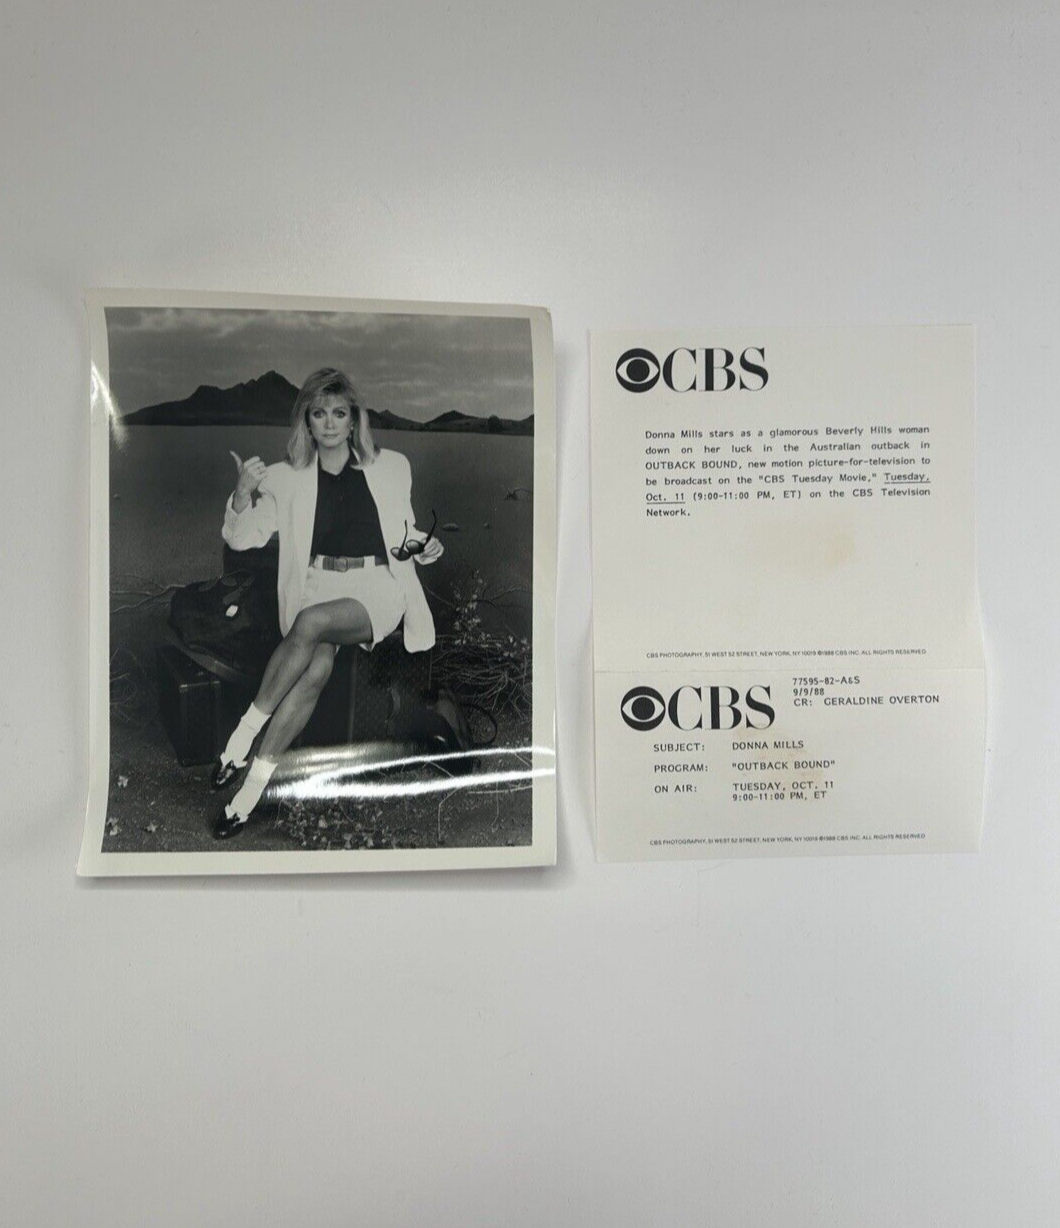 CBS
Donna Mills stars as a glamorous Beverly Hills woman
down on her luck in the Australian outback in
OUTBACK BOUND, new motion picture-for-television to
be broadcast on the "CBS Tuesday Movie," Tuesday,
Oct. 11 (9:00-11:00 PM, ET) on the CBS Television
Network.
CBS PHOTOGRAPHY, 51 WEST 52 STREET, NEW YORK, NY 10019 ©1988 CBS INC. ALL RIGHTS RESERVED
77595-82-A&S
9/9/88
CR: GERALDINE OVERTON
CBS
SUBJECT: DONNA MILLS
PROGRAM: "OUTBACK BOUND"
ON AIR: TUESDAY, OCT. 11
9:00-11:00 PM, ET
CBS PHOTOGRAPHY, 51 WEST 52 STREET, NEW YORK, NY 10019 ©1988 CBS INC. ALL RIGHTS RESERVED